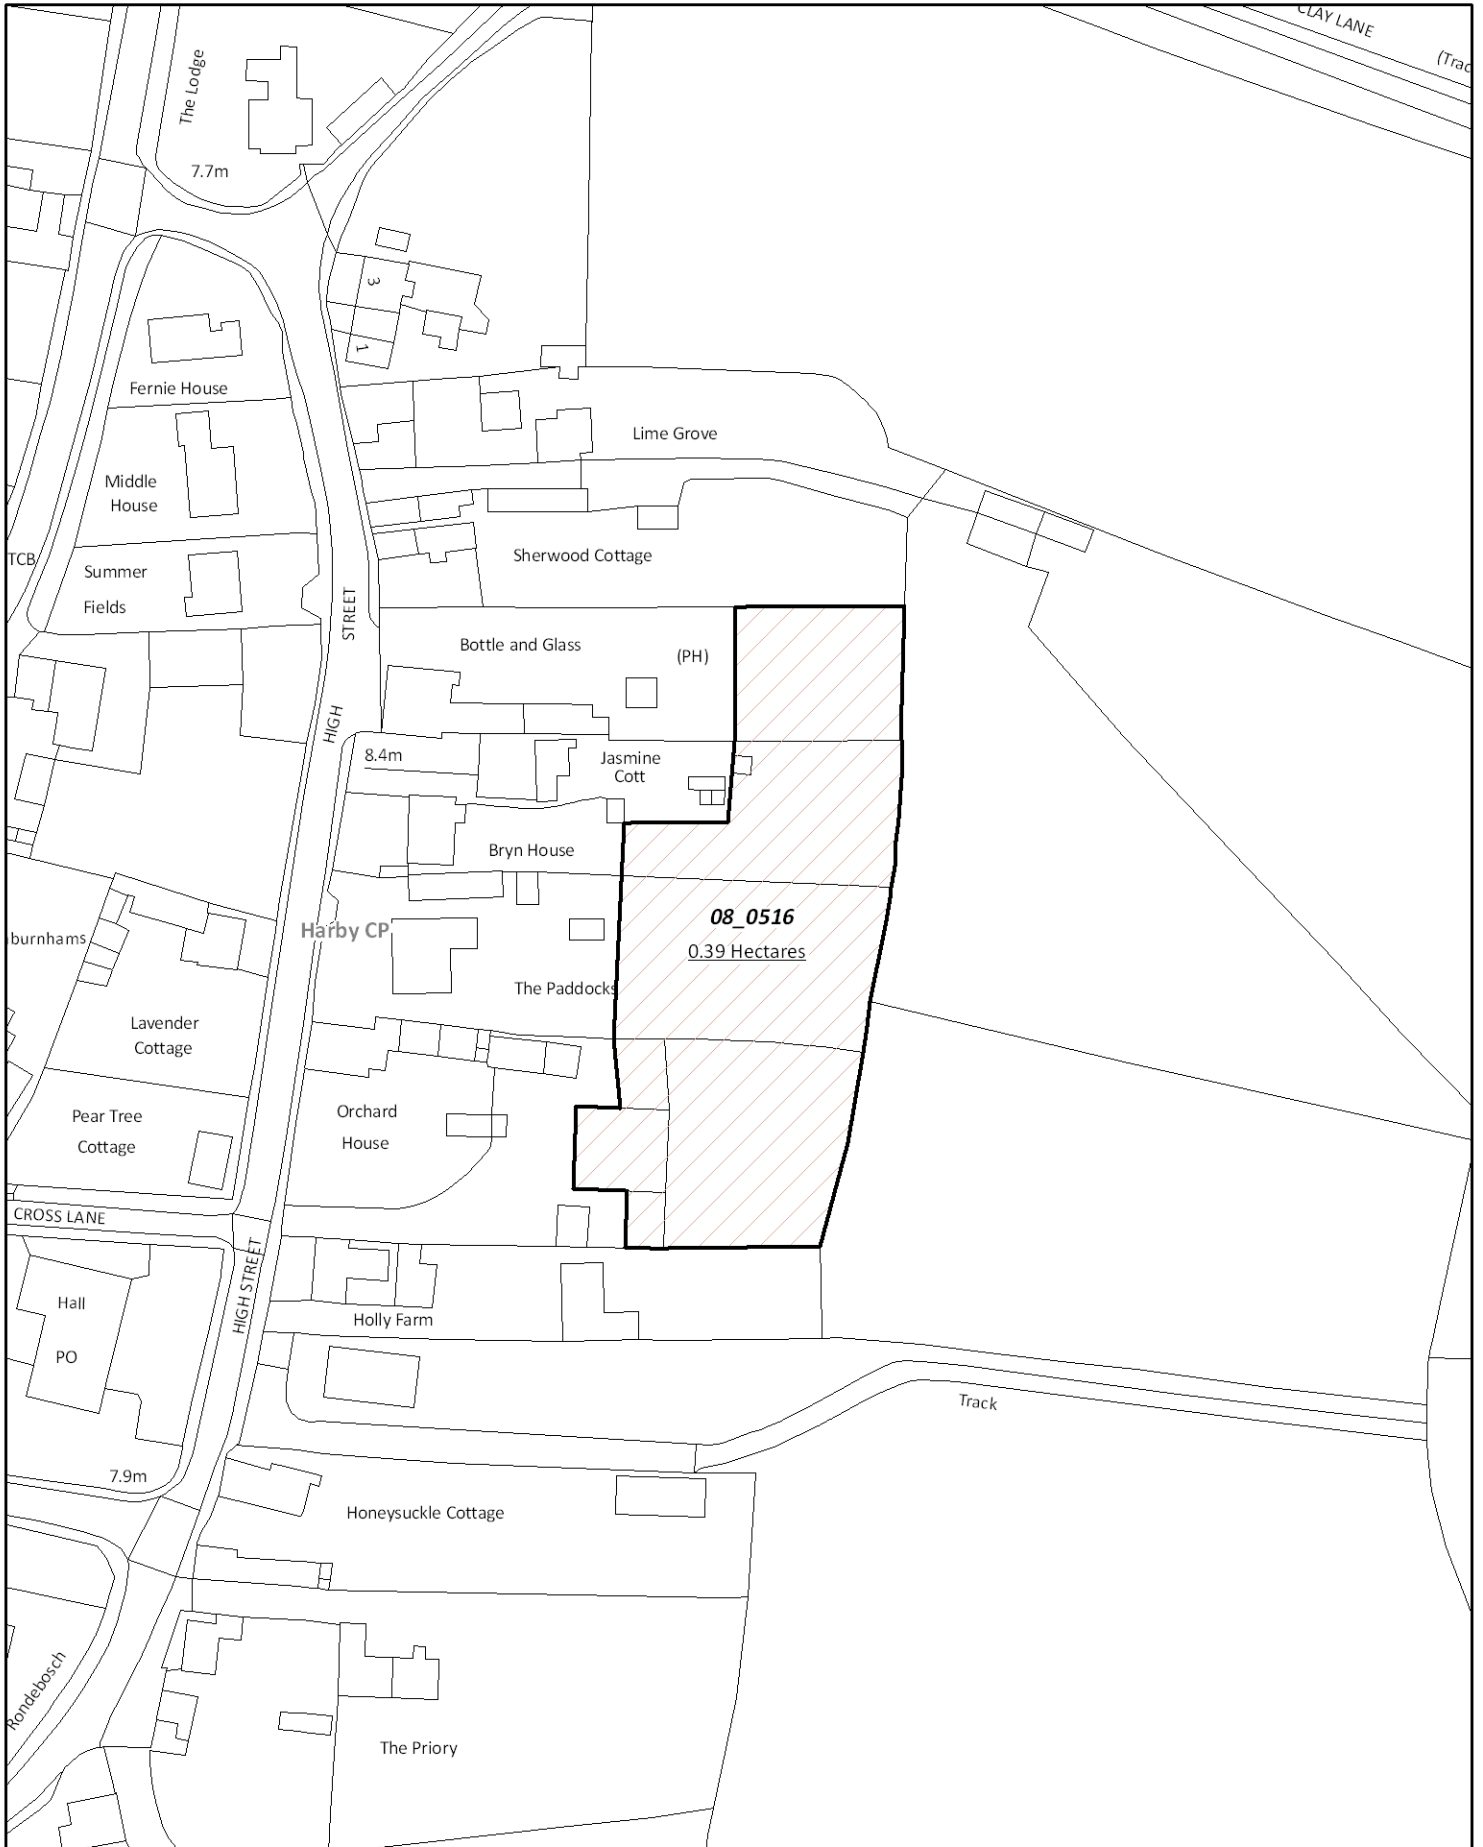 CLAY LANE
The Lodge
7.7m
3
1
Fernie House
Lime Grove
Middle
House
Sherwood Cottage
TCB
Summer
Fields
HIGH STREET
Bottle and Glass
(PH)
8.4m
Jasmine
Cott
Bryn House
08_0516
0.39 Hectares
Harby CP
burnhams
The Paddocks
Lavender
Cottage
Orchard
House
Pear Tree
Cottage
CROSS LANE
HIGH STREET
Hall
PO
Holly Farm
Track
7.9m
Honeysuckle Cottage
Rondebosch
The Priory